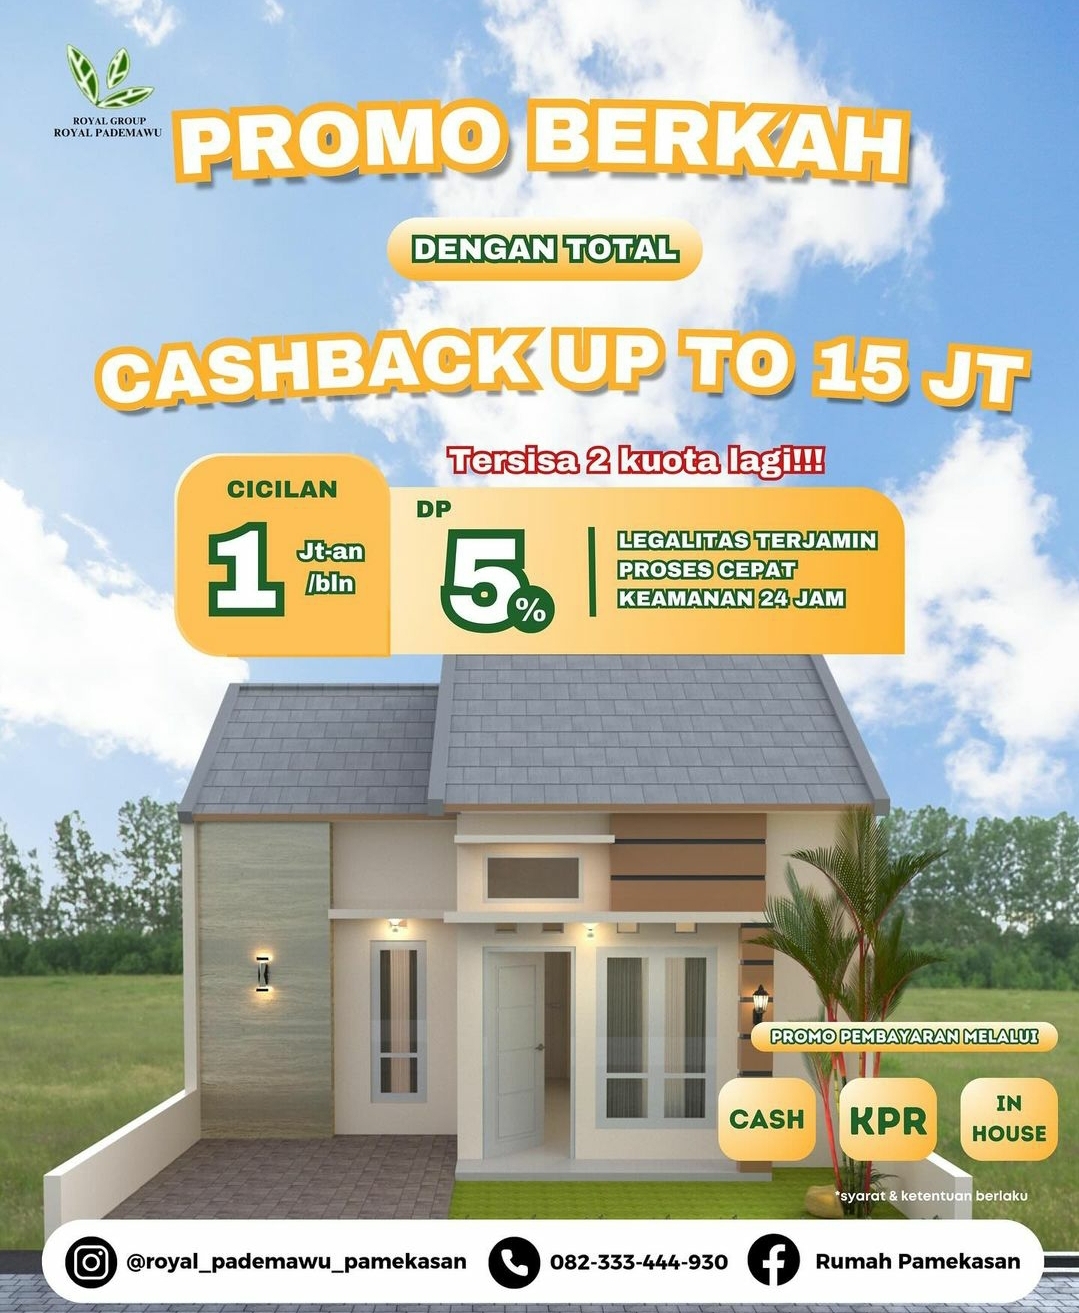 ROYAL GROUP
ROYAL PADEMAWU
PROMO BERKAH
DENGAN TOTAL
CASHBACK UP TO 15 JT
Tersisa 2 kuota lagi!!!
CICILAN
1 Jt-an
/bln
DP
5%
LEGALITAS TERJAMIN
PROSES CEPAT
KEAMANAN 24 JAM
PROMO PEMBAYARAN MELALUI
CASH
KPR
IN
HOUSE
*syarat & ketentuan berlaku
@royal_pademawu_pamekasan
082-333-444-930
Rumah Pamekasan